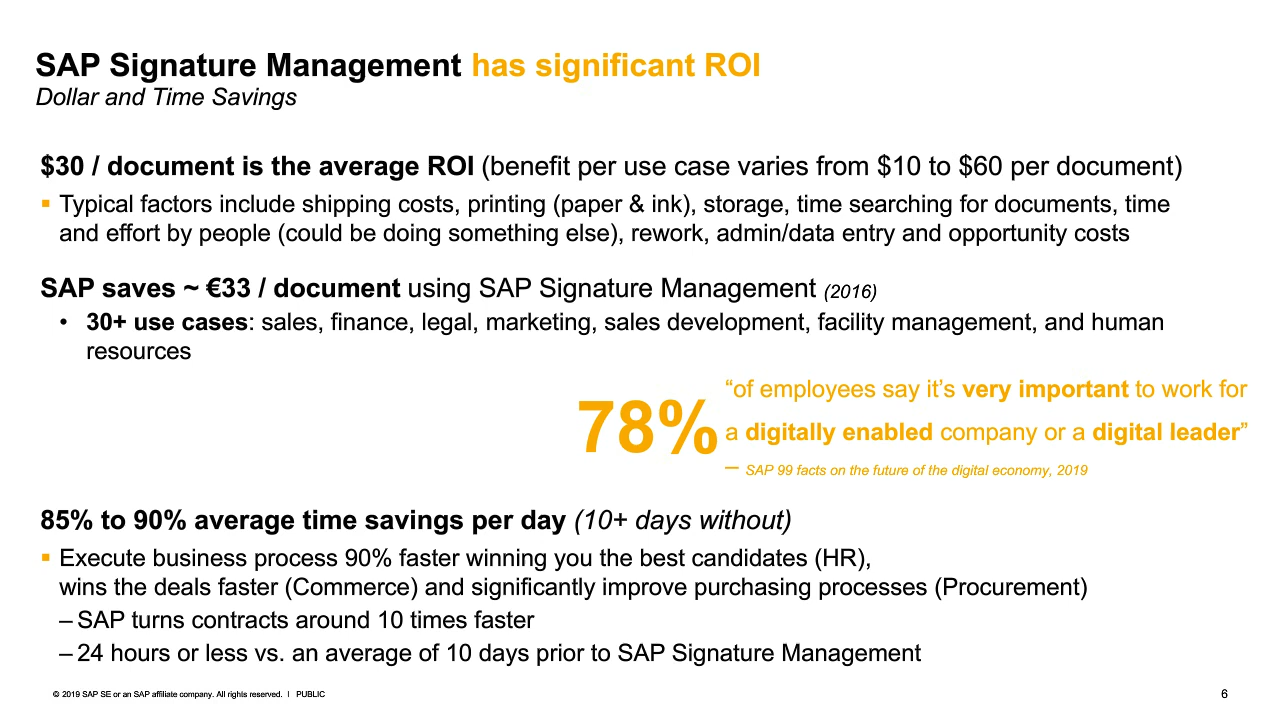 SAP Signature Management has significant ROI
Dollar and Time Savings
$30 / document is the average ROI (benefit per use case varies from $10 to $60 per document)
▪ Typical factors include shipping costs, printing (paper & ink), storage, time searching for documents, time
and effort by people (could be doing something else), rework, admin/data entry and opportunity costs
SAP saves ~ €33 / document using SAP Signature Management (2016)
• 30+ use cases: sales, finance, legal, marketing, sales development, facility management, and human
resources
78%
“of employees say it’s very important to work for
a digitally enabled company or a digital leader”
– SAP 99 facts on the future of the digital economy, 2019
85% to 90% average time savings per day (10+ days without)
▪ Execute business process 90% faster winning you the best candidates (HR),
wins the deals faster (Commerce) and significantly improve purchasing processes (Procurement)
– SAP turns contracts around 10 times faster
– 24 hours or less vs. an average of 10 days prior to SAP Signature Management
© 2019 SAP SE or an SAP affiliate company. All rights reserved. ǀ PUBLIC
6